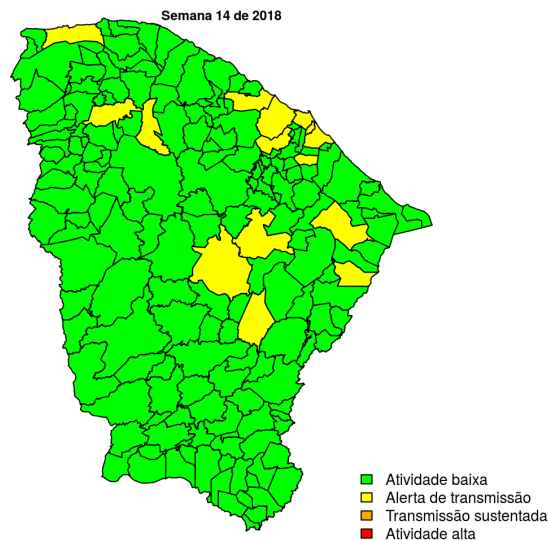 Semana 14 de 2018
Atividade baixa
Alerta de transmissão
Transmissão sustentada
Atividade alta